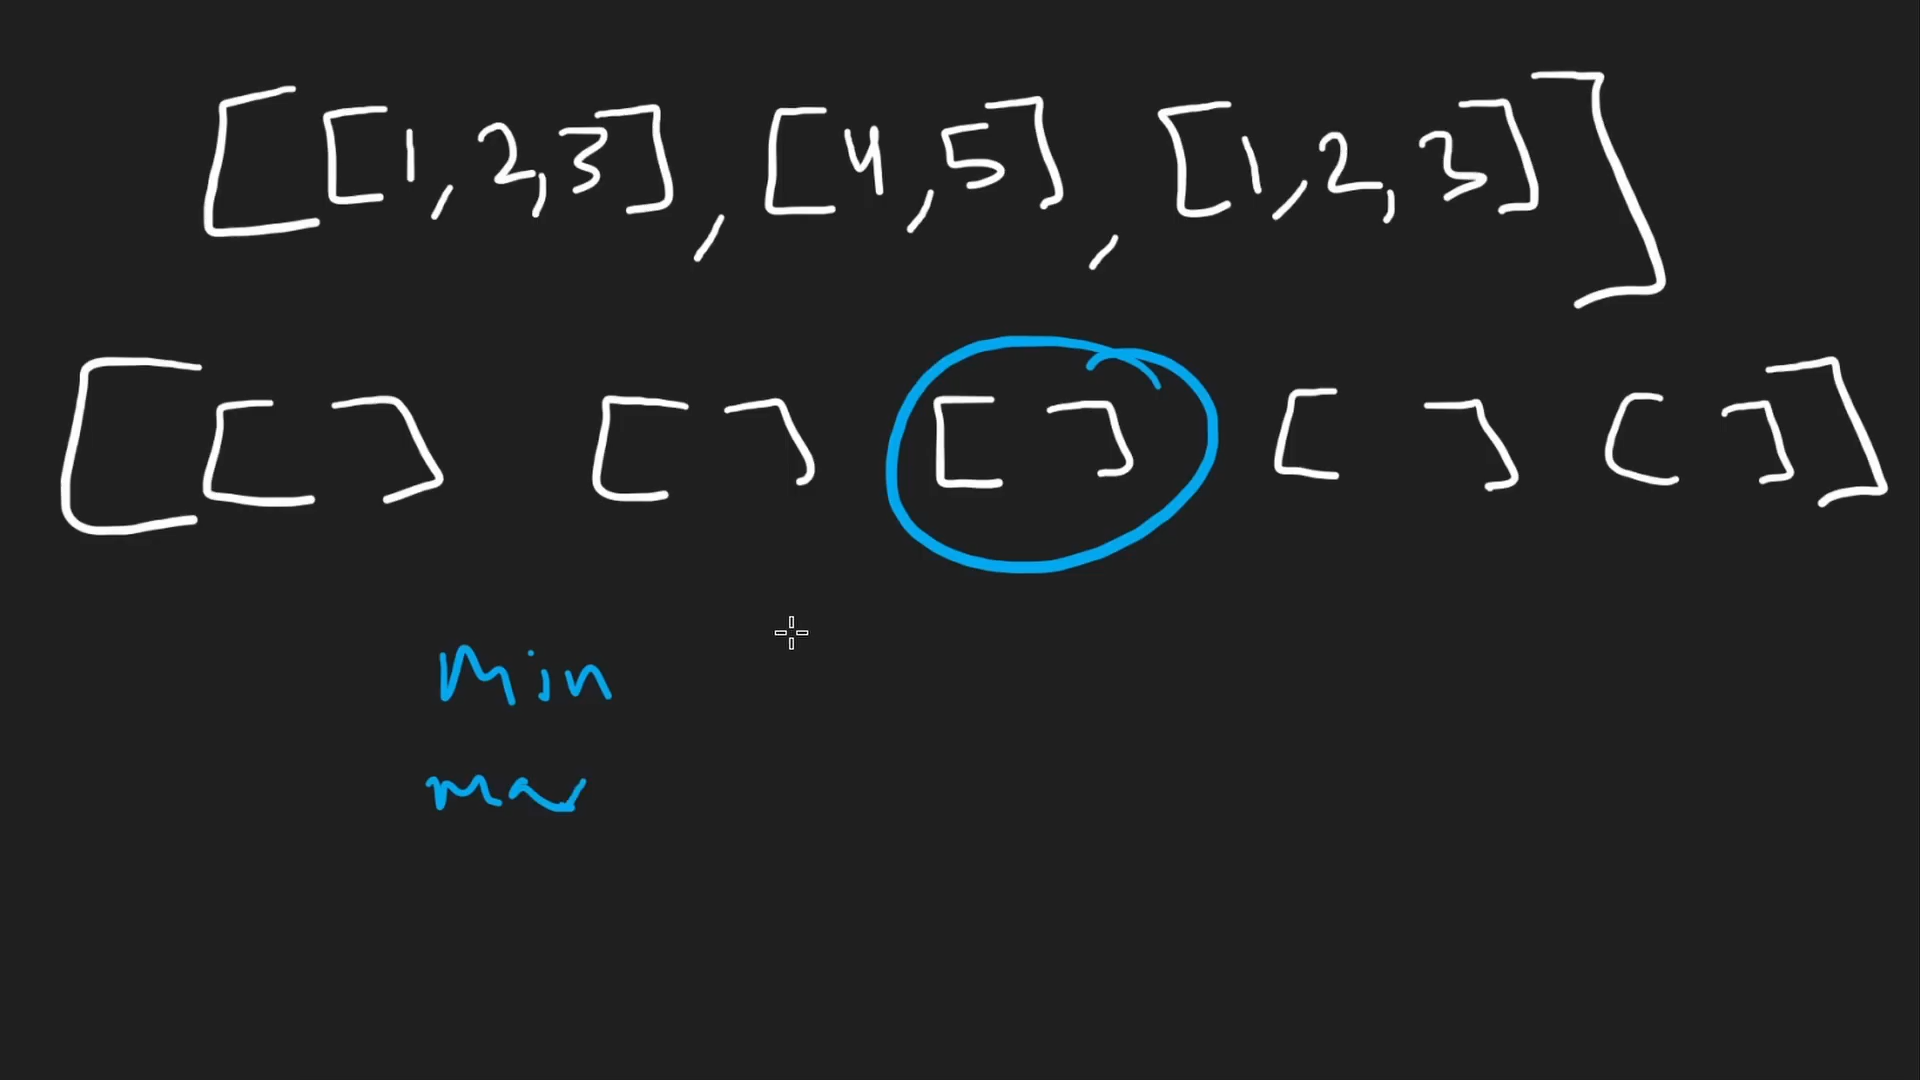 [[1,2,3],[4,5],[1,2,3]]
[[ ] [ ] [ ] [ ] [ ]]
Min
max